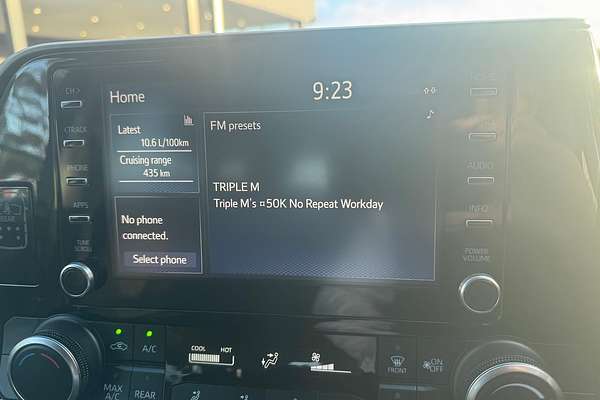 CH >
Home
9:23
Latest
10.6 L/100km
Cruising range
435 km
FM presets
TRIPLE M
Triple M's ¤50K No Repeat Workday
No phone
connected.
Select phone
TRACK
PHONE
APPS
TUNE
SCROLL
AUDIO
INFO
POWER
VOLUME
REAR
A/C
COOL
HOT
FRONT
ON
OFF
MAX
A/C
REAR